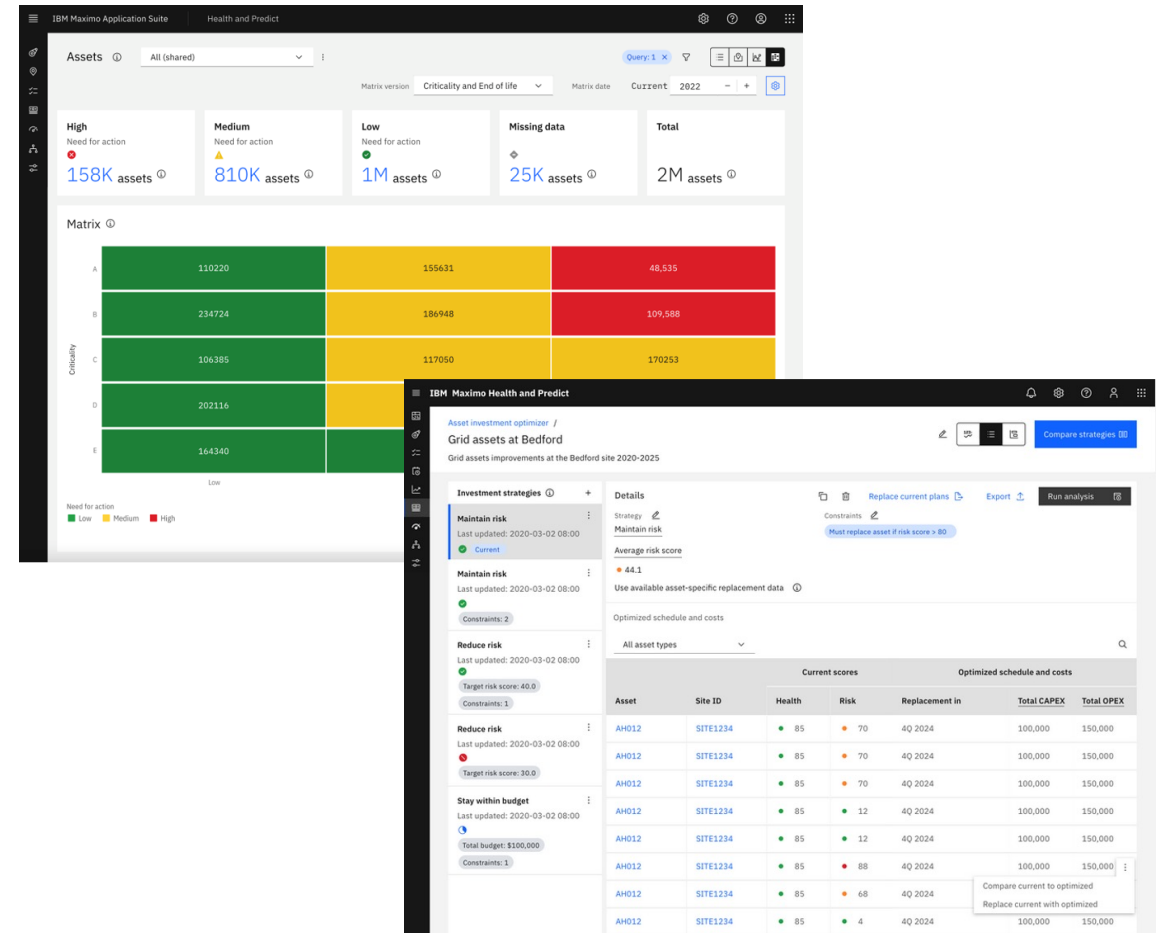 IBM Maximo Application Suite Health and Predict
Assets All (shared) Query: 1 ×
Matrix version Criticality and End of life Matrix date Current 2022 − +
High Medium Low Missing data Total
Need for action Need for action Need for action
158K assets 810K assets 1M assets 25K assets 2M assets
Matrix
Criticality
A 110220 155631 48,535
B 234724 186948 109,588
C 106385 117050 170253
D 202116
E 164340
Low
Need for action
Low Medium High
IBM Maximo Health and Predict
Asset investment optimizer /
Grid assets at Bedford
Grid assets improvements at the Bedford site 2020-2025
Compare strategies
Investment strategies +
Maintain risk
Last updated: 2020-03-02 08:00
Current
Maintain risk
Last updated: 2020-03-02 08:00
Constraints: 2
Reduce risk
Last updated: 2020-03-02 08:00
Target risk score: 40.0
Constraints: 1
Reduce risk
Last updated: 2020-03-02 08:00
Target risk score: 30.0
Stay within budget
Last updated: 2020-03-02 08:00
Total budget: $100,000
Constraints: 1
Details Replace current plans Export Run analysis
Strategy Constraints
Maintain risk Must replace asset if risk score > 80
Average risk score
44.1
Use available asset-specific replacement data
Optimized schedule and costs
All asset types
Current scores Optimized schedule and costs
Asset Site ID Health Risk Replacement in Total CAPEX Total OPEX
AH012 SITE1234 85 70 4Q 2024 100,000 150,000
AH012 SITE1234 85 70 4Q 2024 100,000 150,000
AH012 SITE1234 85 70 4Q 2024 100,000 150,000
AH012 SITE1234 85 12 4Q 2024 100,000 150,000
AH012 SITE1234 85 12 4Q 2024 100,000 150,000
AH012 SITE1234 85 88 4Q 2024 100,000 150,000
Compare current to optimized
AH012 SITE1234 85 68 4Q 2024
Replace current with optimized
AH012 SITE1234 85 4 4Q 2024 100,000 150,000